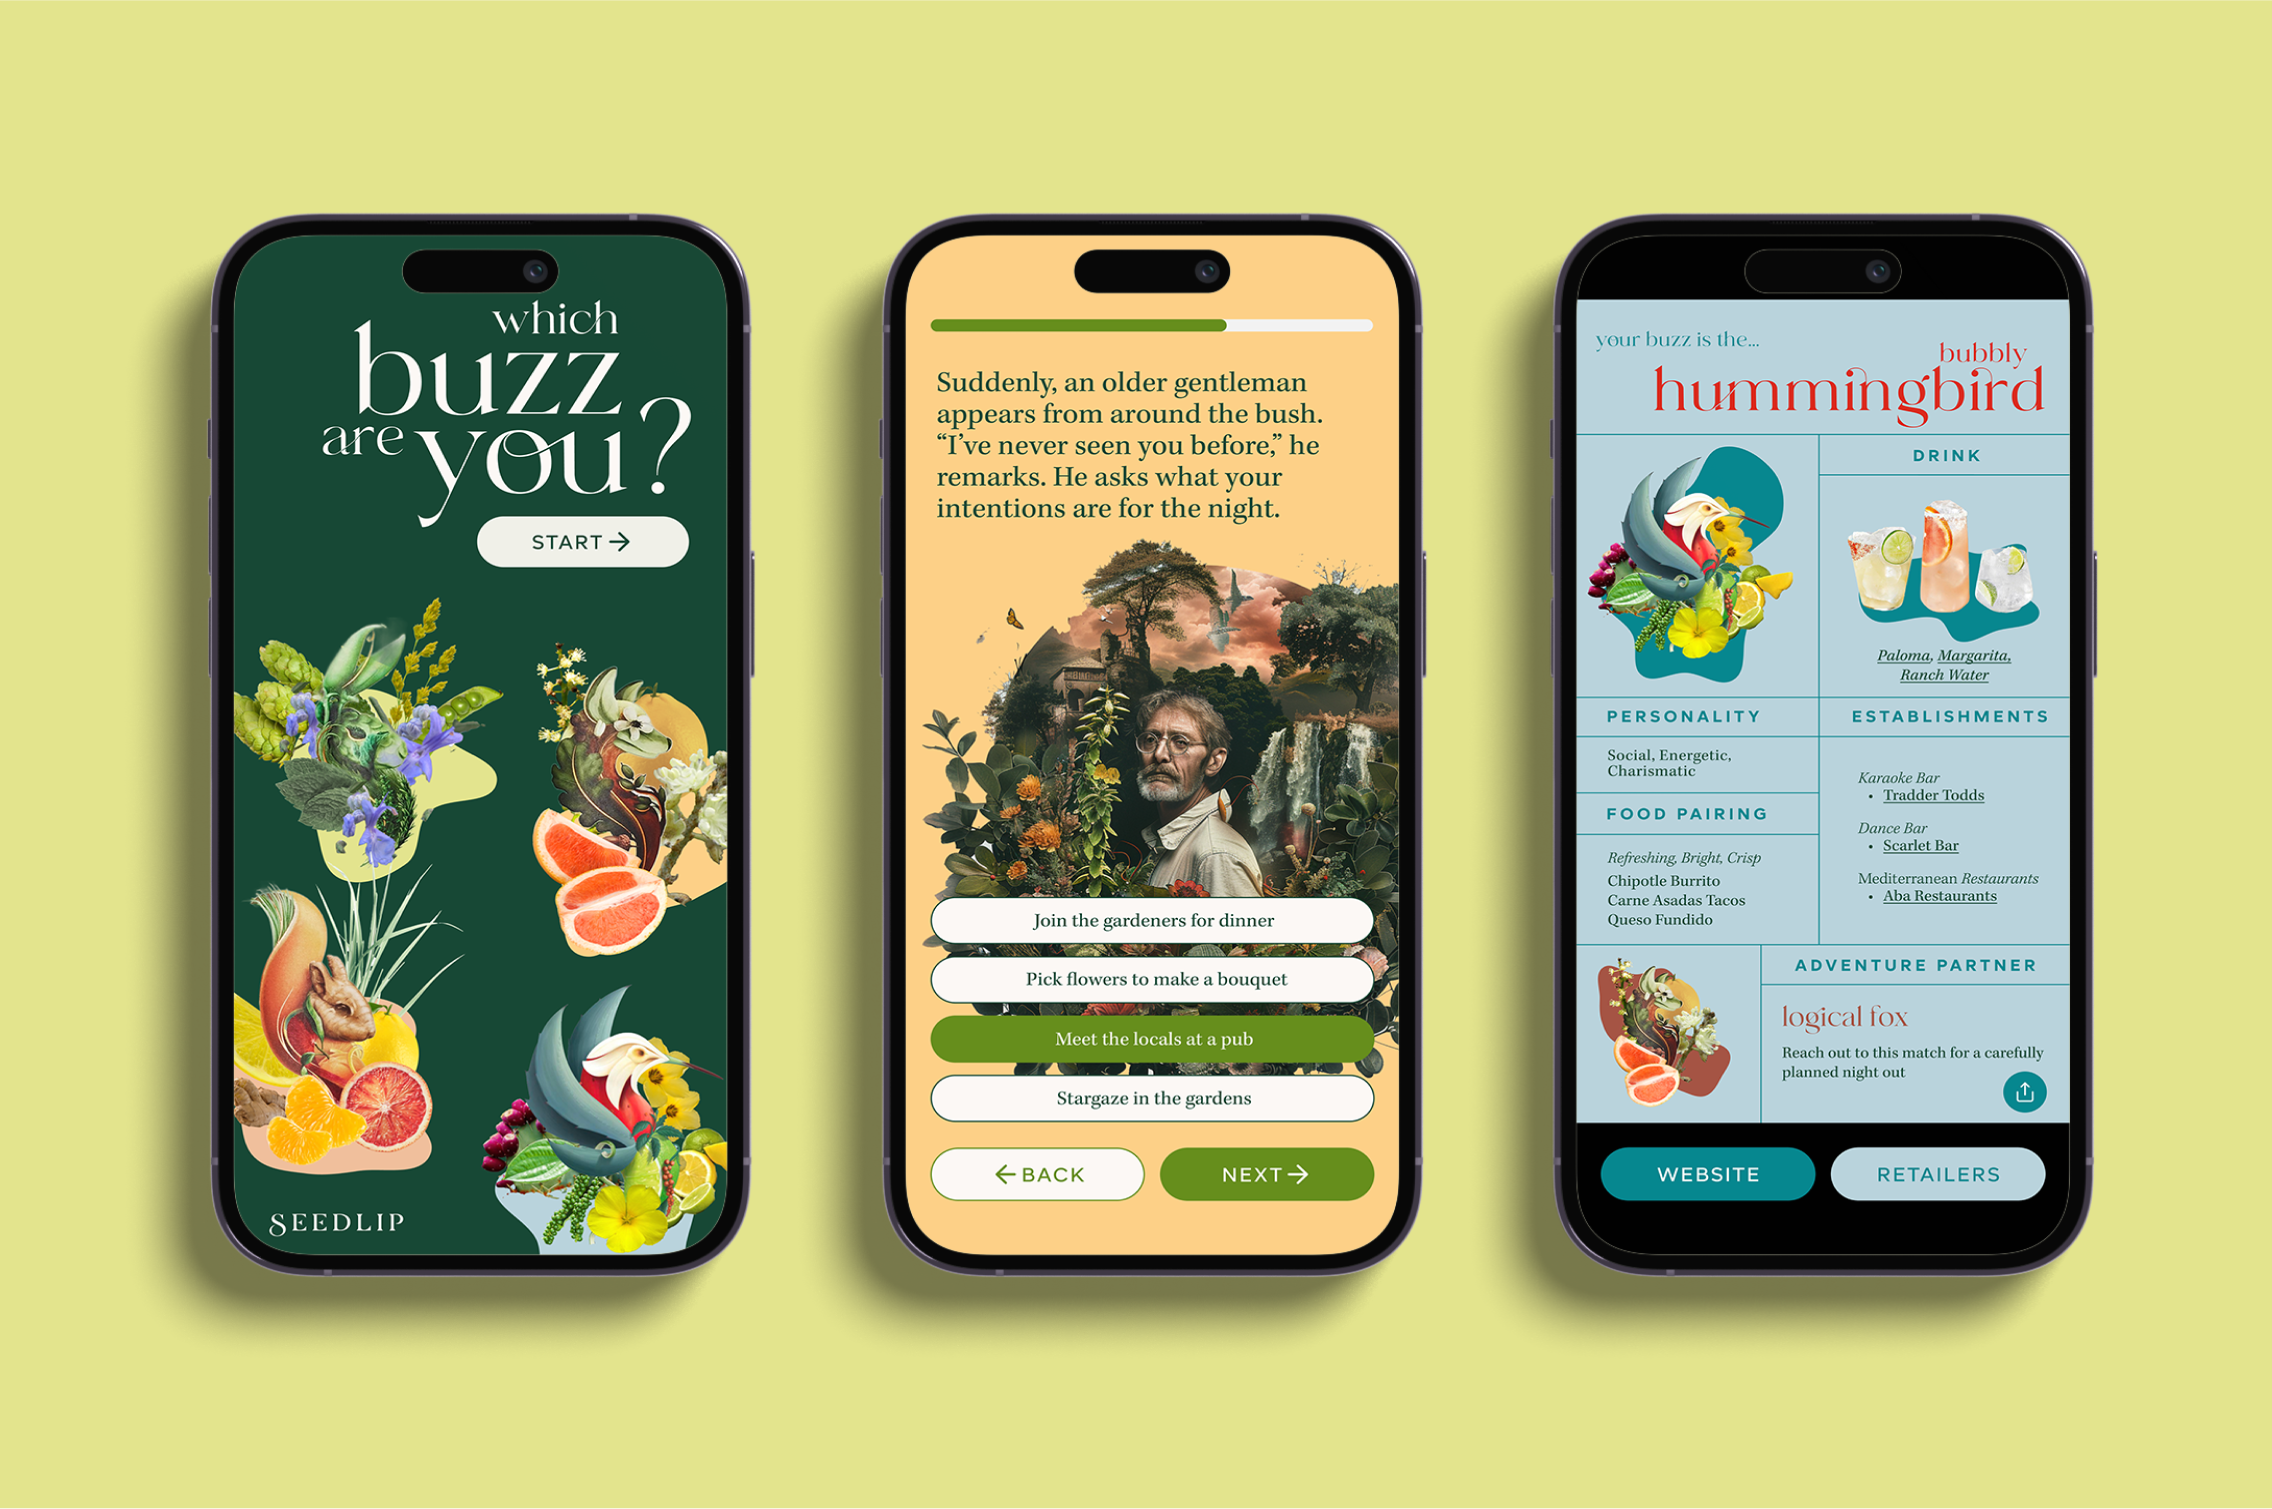 which
buzz
are you?
START →
SEEDLIP
Suddenly, an older gentleman
appears from around the bush.
“I’ve never seen you before,” he
remarks. He asks what your
intentions are for the night.
Join the gardeners for dinner
Pick flowers to make a bouquet
Meet the locals at a pub
Stargaze in the gardens
← BACK
NEXT →
your buzz is the...
bubbly
hummingbird
DRINK
Paloma, Margarita,
Ranch Water
PERSONALITY
Social, Energetic,
Charismatic
FOOD PAIRING
Refreshing, Bright, Crisp
Chipotle Burrito
Carne Asadas Tacos
Queso Fundido
ESTABLISHMENTS
Karaoke Bar
• Tradder Todds
Dance Bar
• Scarlet Bar
Mediterranean Restaurants
• Aba Restaurants
ADVENTURE PARTNER
logical fox
Reach out to this match for a carefully
planned night out
WEBSITE
RETAILERS